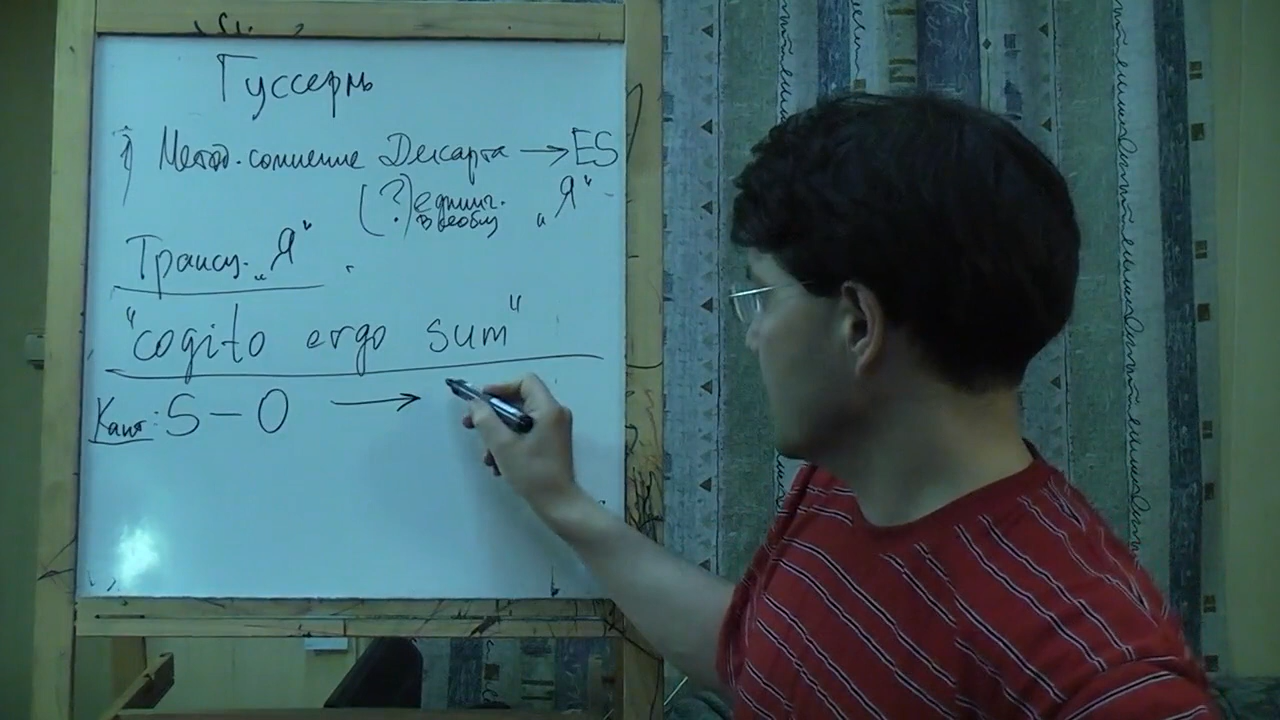 Гуссерль
1) Метод. сомнение Декарта → ES
(?) единич. „Я“
всеобщ
Трансц. „Я“
"cogito ergo sum"
Кант: S – O →